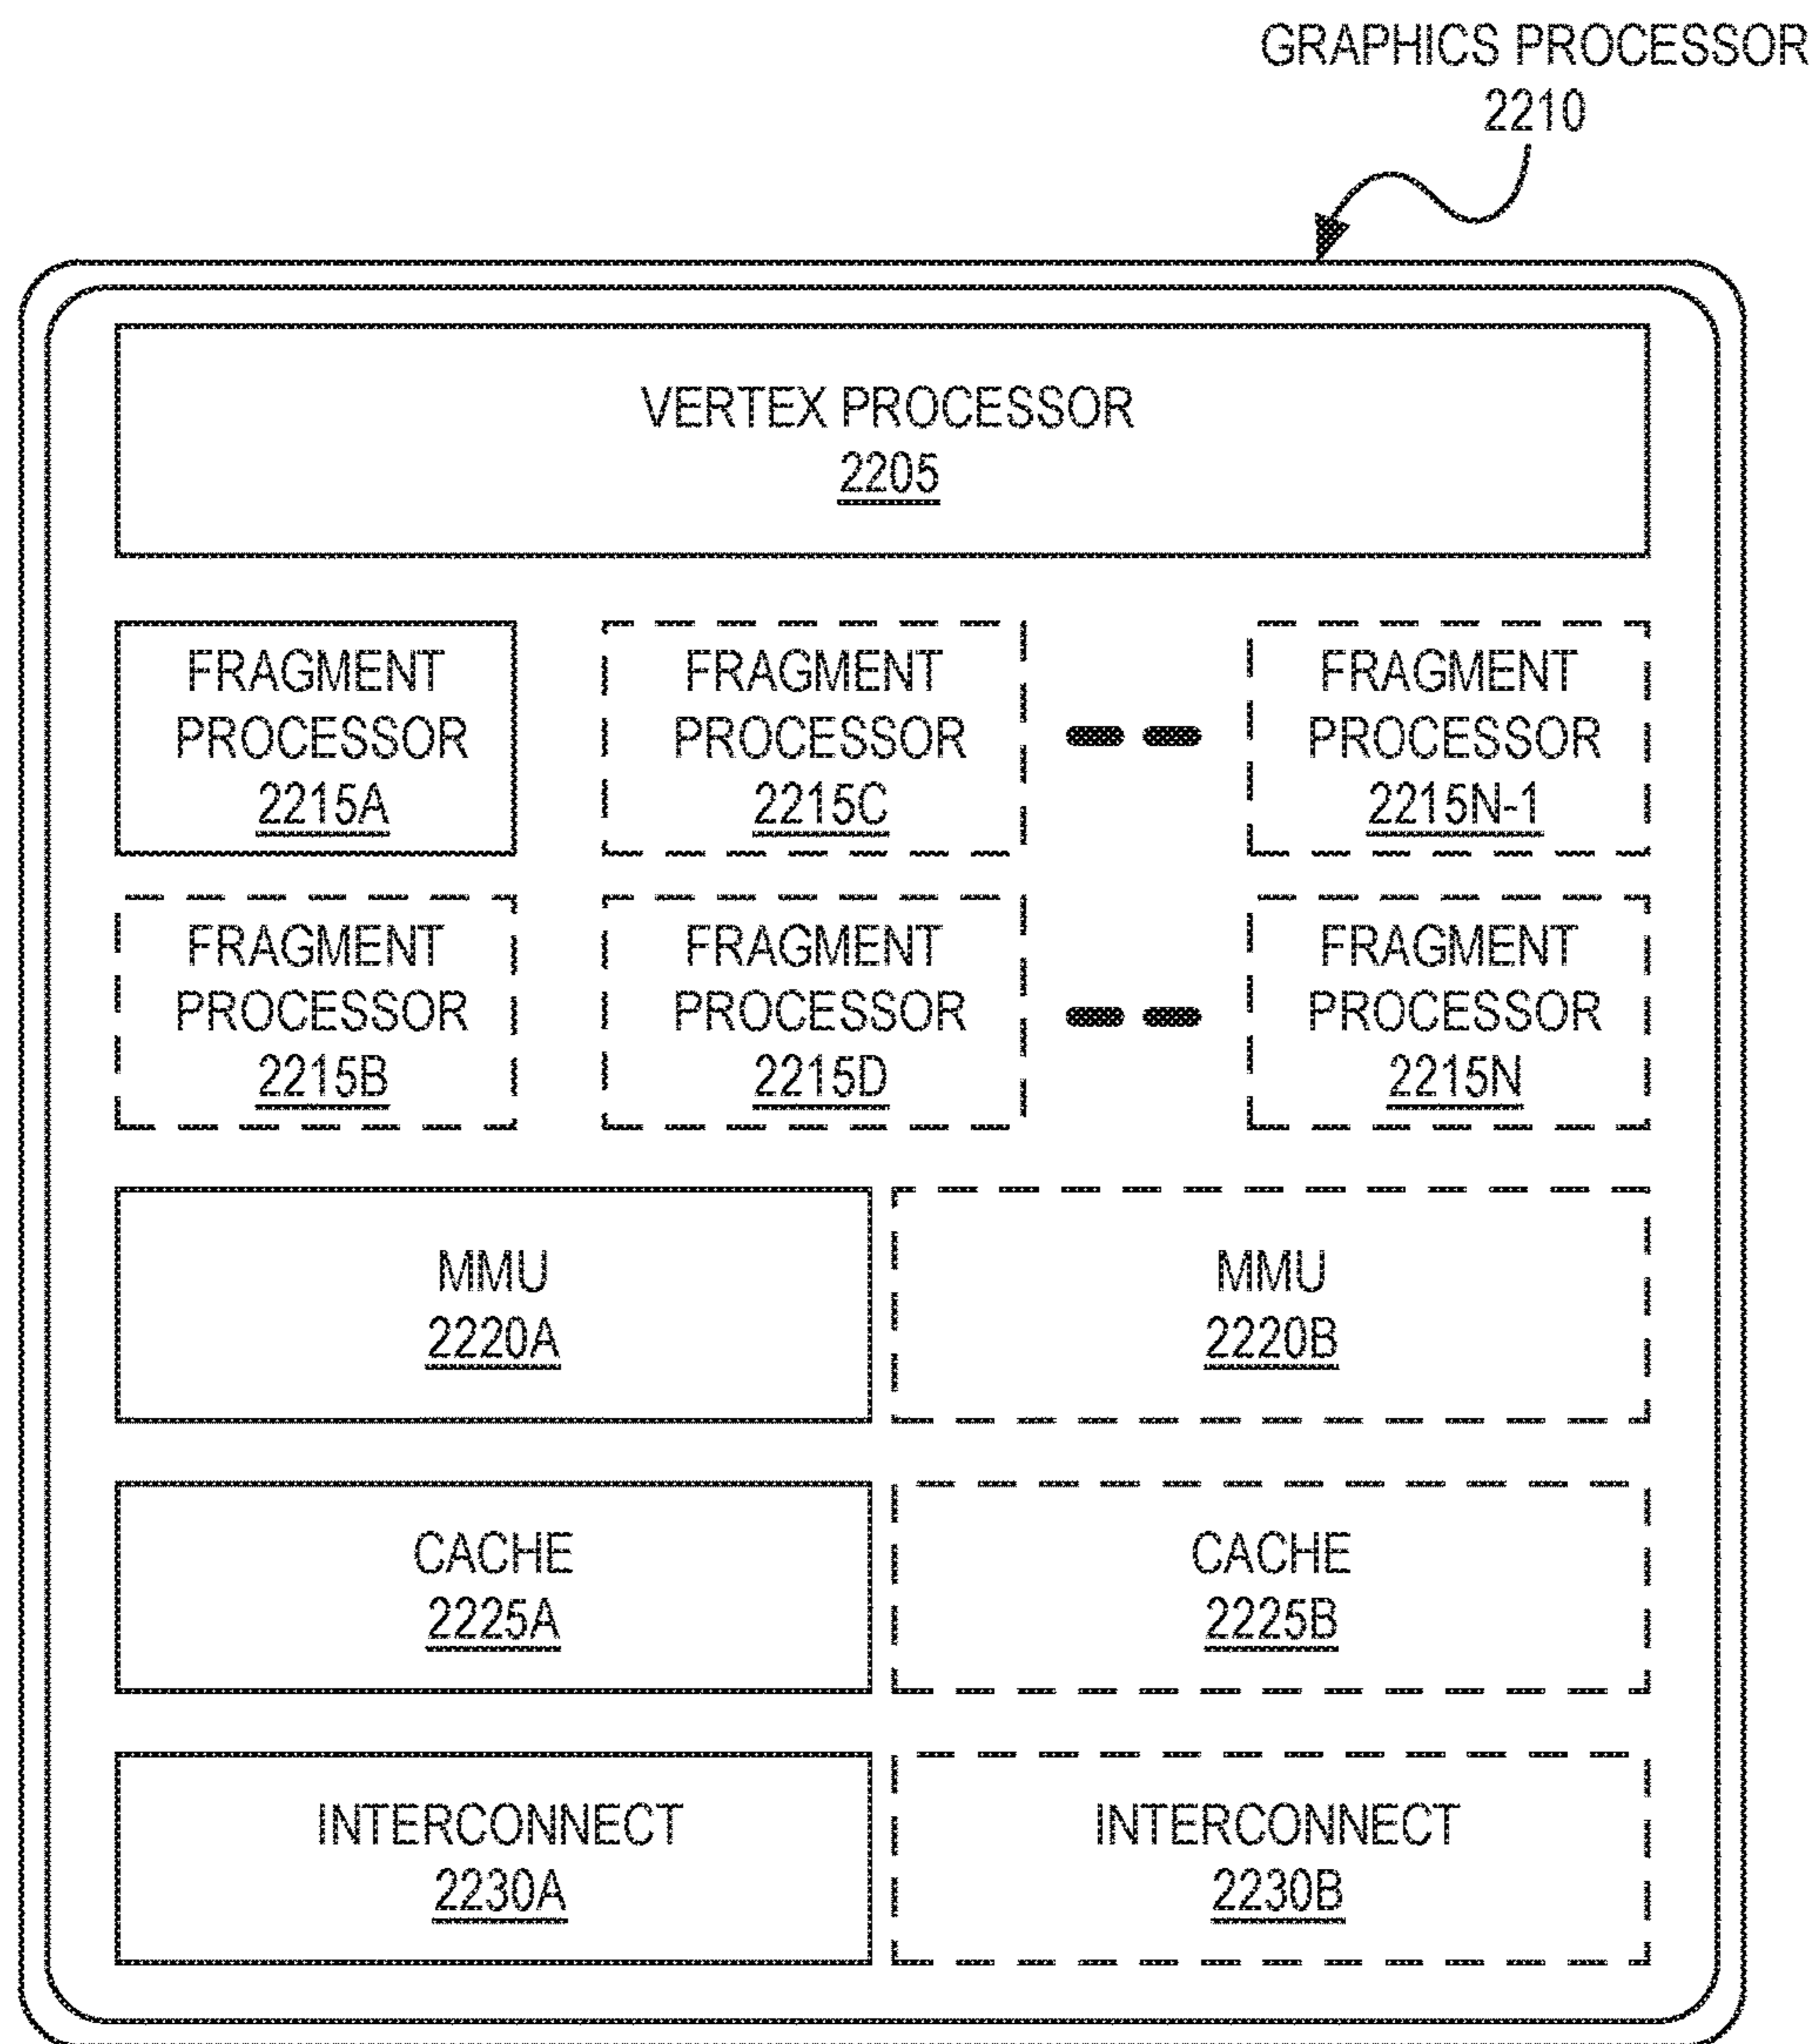 GRAPHICS PROCESSOR
2210
VERTEX PROCESSOR
2205
FRAGMENT
PROCESSOR
2215A
FRAGMENT
PROCESSOR
2215C
FRAGMENT
PROCESSOR
2215N-1
FRAGMENT
PROCESSOR
2215B
FRAGMENT
PROCESSOR
2215D
FRAGMENT
PROCESSOR
2215N
MMU
2220A
MMU
2220B
CACHE
2225A
CACHE
2225B
INTERCONNECT
2230A
INTERCONNECT
2230B